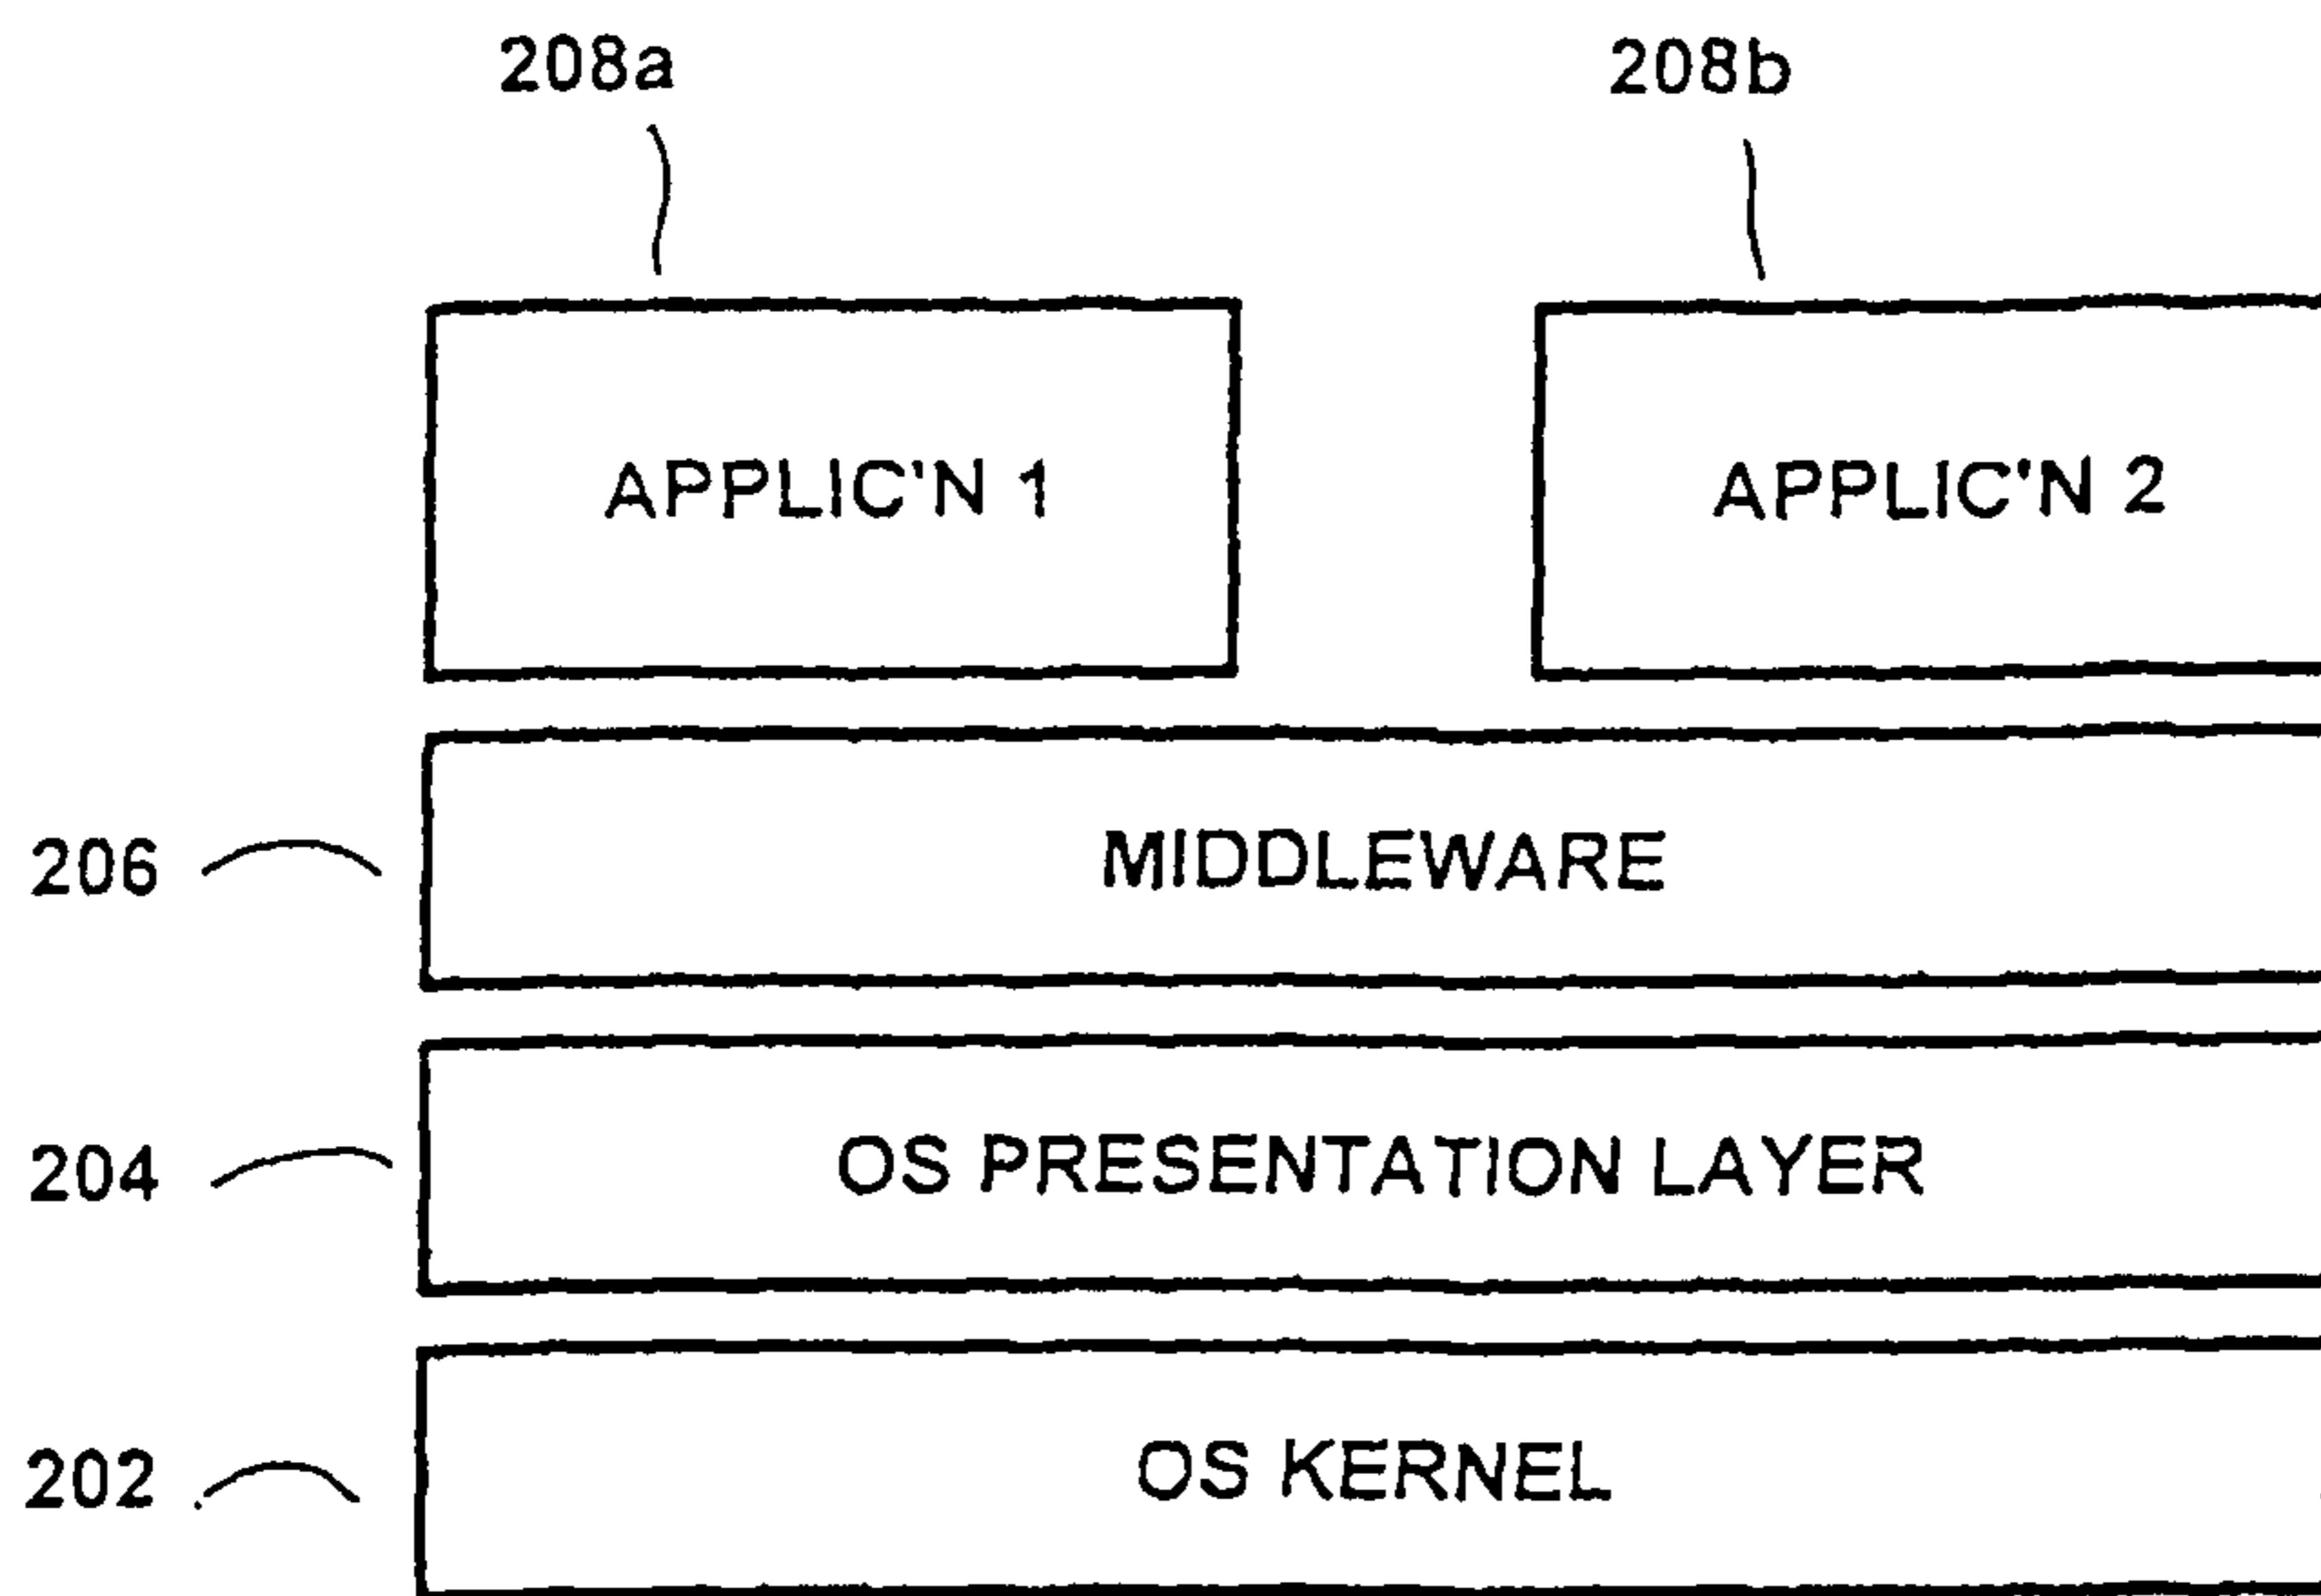 208a 208b
APPLIC'N 1 APPLIC'N 2
206 MIDDLEWARE
204 OS PRESENTATION LAYER
202 OS KERNEL